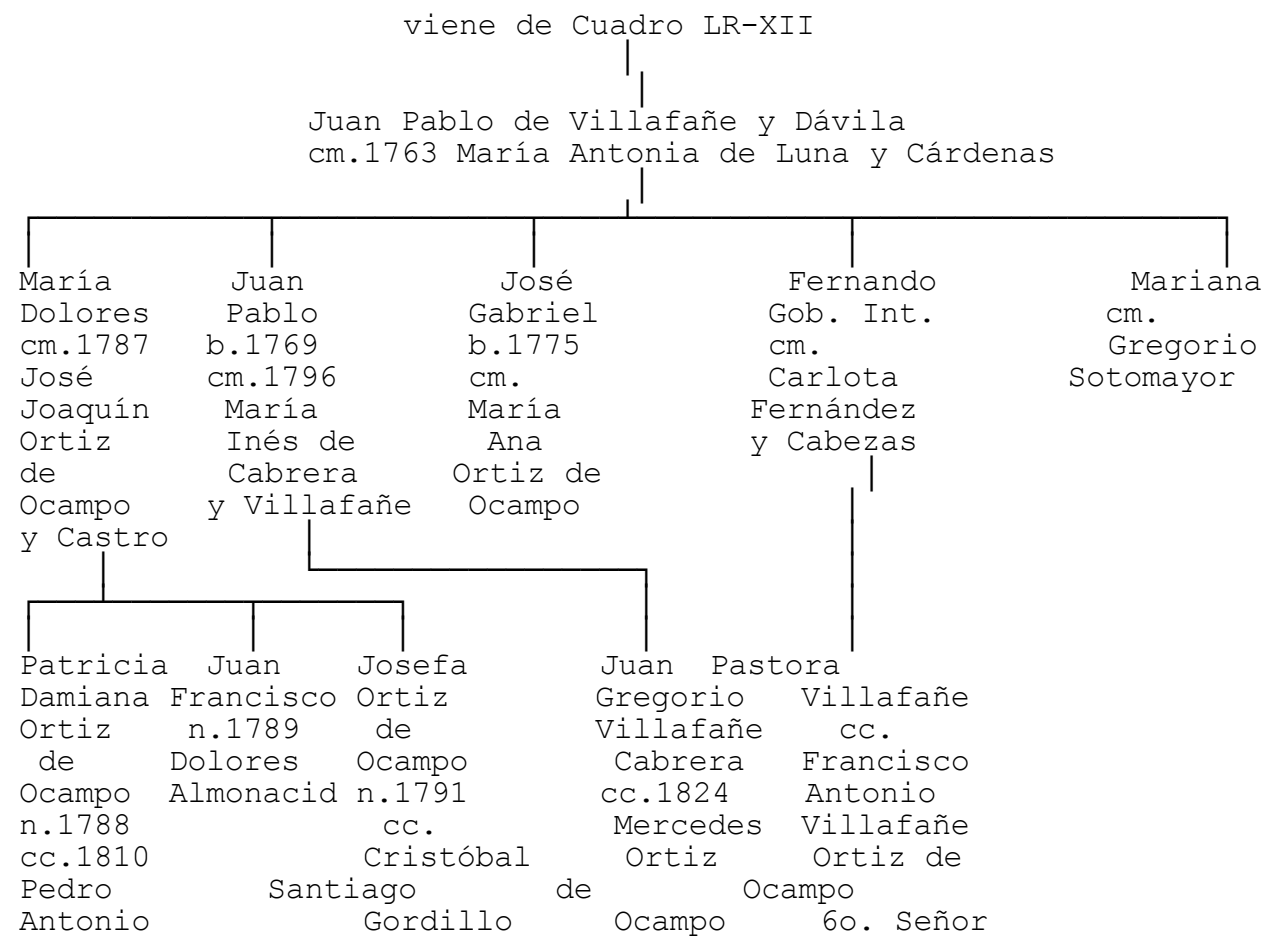 viene de Cuadro LR-XII
Juan Pablo de Villafañe y Dávila
cm.1763 María Antonia de Luna y Cárdenas
María Juan José Fernando Mariana
Dolores Pablo Gabriel Gob. Int. cm.
cm.1787 b.1769 b.1775 cm. Gregorio
José cm.1796 cm. Carlota Sotomayor
Joaquín María María Fernández
Ortiz Inés de Ana y Cabezas
de Cabrera Ortiz de
Ocampo y Villafañe Ocampo
y Castro
Patricia Juan Josefa Juan Pastora
Damiana Francisco Ortiz Gregorio Villafañe
Ortiz n.1789 de Villafañe cc.
de Dolores Ocampo Cabrera Francisco
Ocampo Almonacid n.1791 cc.1824 Antonio
n.1788 cc. Mercedes Villafañe
cc.1810 Cristóbal Ortiz Ortiz de
Pedro Santiago de Ocampo
Antonio Gordillo Ocampo 6o. Señor